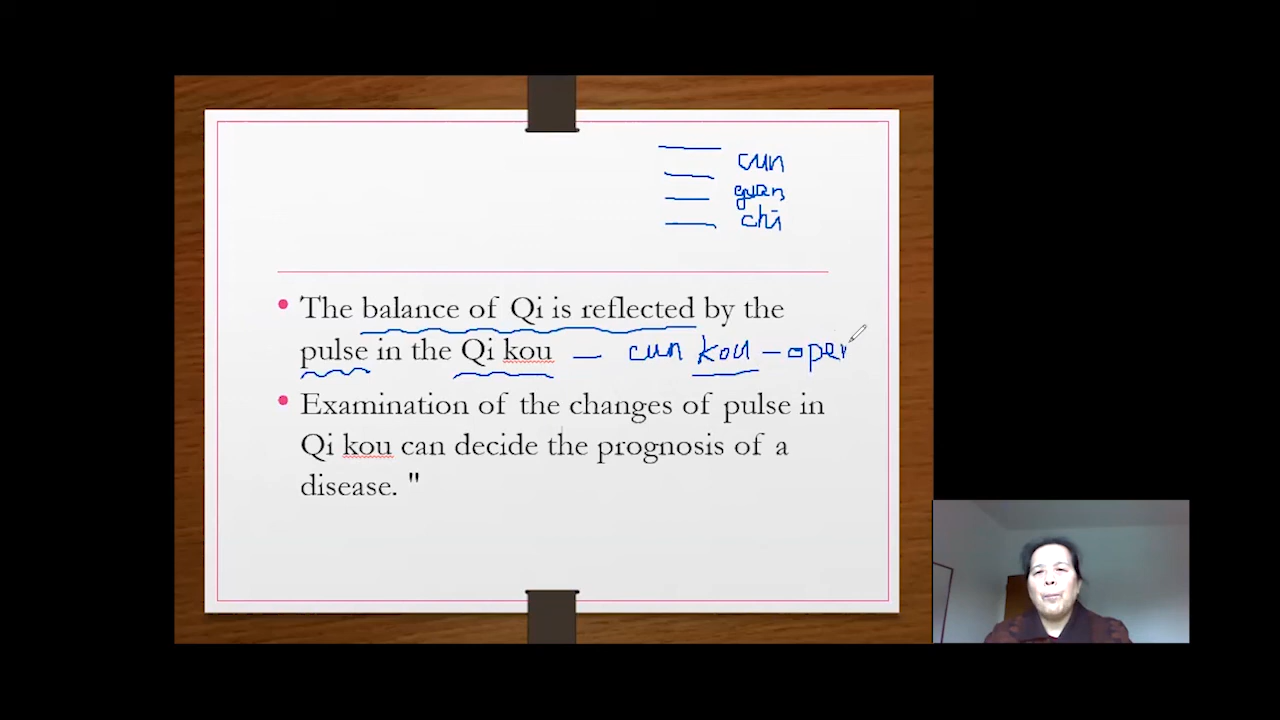 cun
guan
chi
• The balance of Qi is reflected by the
pulse in the Qi kou — cun kou – open
• Examination of the changes of pulse in
Qi kou can decide the prognosis of a
disease. "